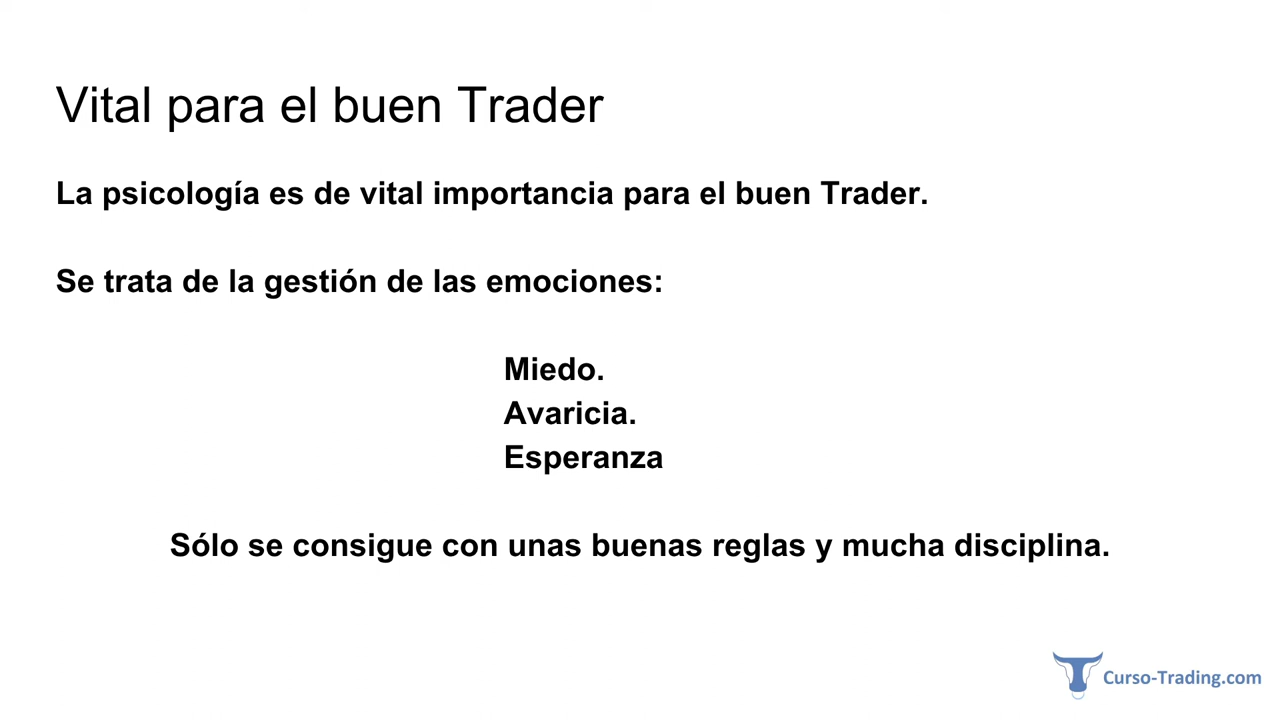 Vital para el buen Trader
La psicología es de vital importancia para el buen Trader.
Se trata de la gestión de las emociones:
Miedo.
Avaricia.
Esperanza
Sólo se consigue con unas buenas reglas y mucha disciplina.
Curso-Trading.com